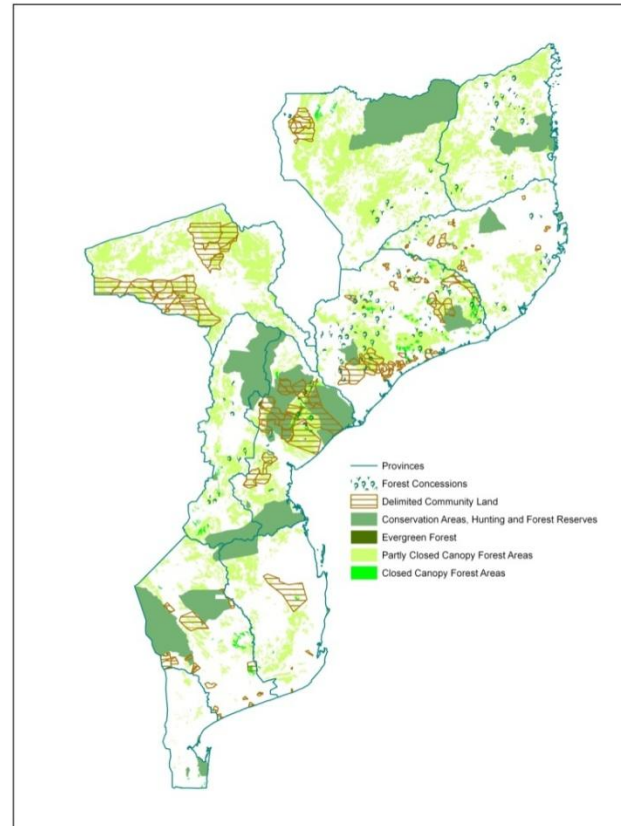 Provinces
Forest Concessions
Delimited Community Land
Conservation Areas, Hunting and Forest Reserves
Evergreen Forest
Partly Closed Canopy Forest Areas
Closed Canopy Forest Areas